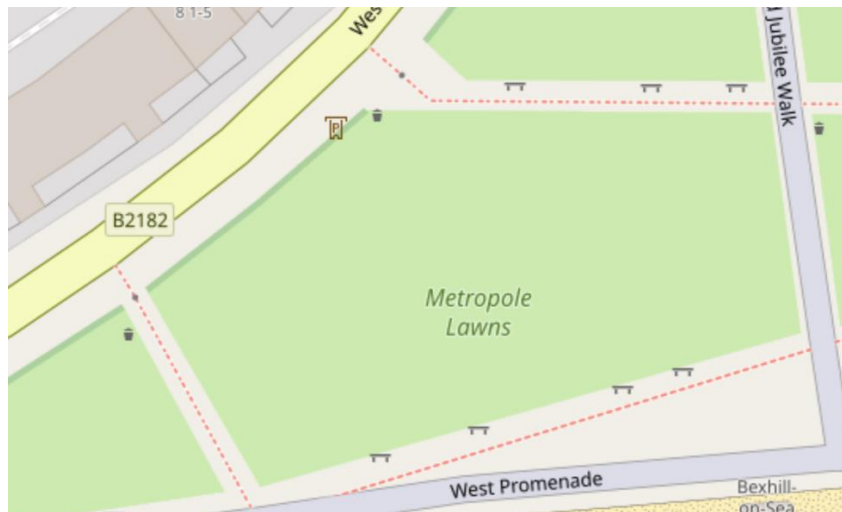 8 1-5
Wes
d Jubilee Walk
P
B2182
Metropole
Lawns
West Promenade
Bexhill-
on-Sea